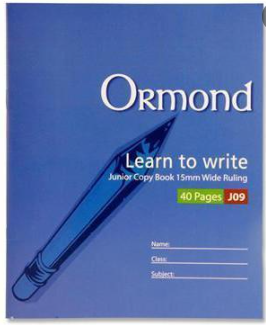 Ormond
Learn to write
Junior Copy Book 15mm Wide Ruling
40 Pages J09
Name:
Class:
Subject: